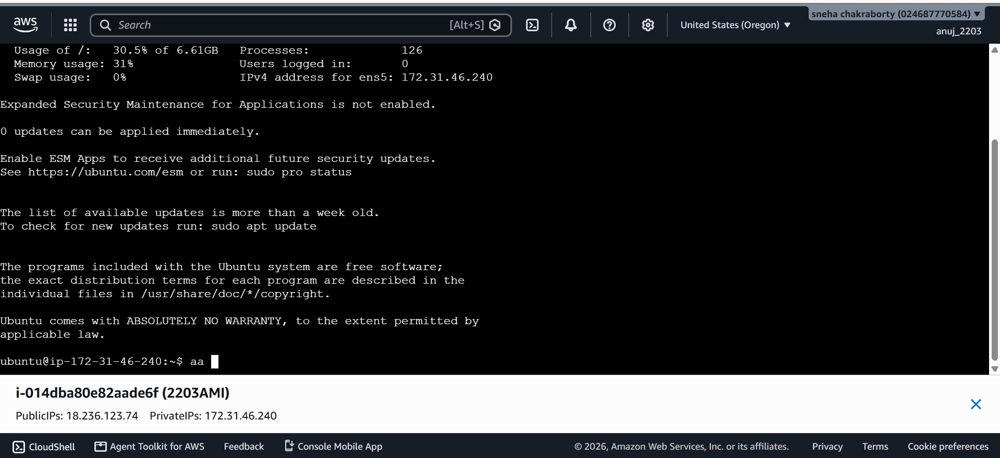 aws
Search [Alt+S]
United States (Oregon) ▼
sneha chakraborty (024687770584) ▼
anuj_2203
Usage of /: 30.5% of 6.61GB Processes: 126
Memory usage: 31% Users logged in: 0
Swap usage: 0% IPv4 address for ens5: 172.31.46.240
Expanded Security Maintenance for Applications is not enabled.
0 updates can be applied immediately.
Enable ESM Apps to receive additional future security updates.
See https://ubuntu.com/esm or run: sudo pro status
The list of available updates is more than a week old.
To check for new updates run: sudo apt update
The programs included with the Ubuntu system are free software;
the exact distribution terms for each program are described in the
individual files in /usr/share/doc/*/copyright.
Ubuntu comes with ABSOLUTELY NO WARRANTY, to the extent permitted by
applicable law.
ubuntu@ip-172-31-46-240:~$ aa
i-014dba80e82aade6f (2203AMI)
PublicIPs: 18.236.123.74 PrivateIPs: 172.31.46.240
CloudShell Agent Toolkit for AWS Feedback Console Mobile App © 2026, Amazon Web Services, Inc. or its affiliates. Privacy Terms Cookie preferences